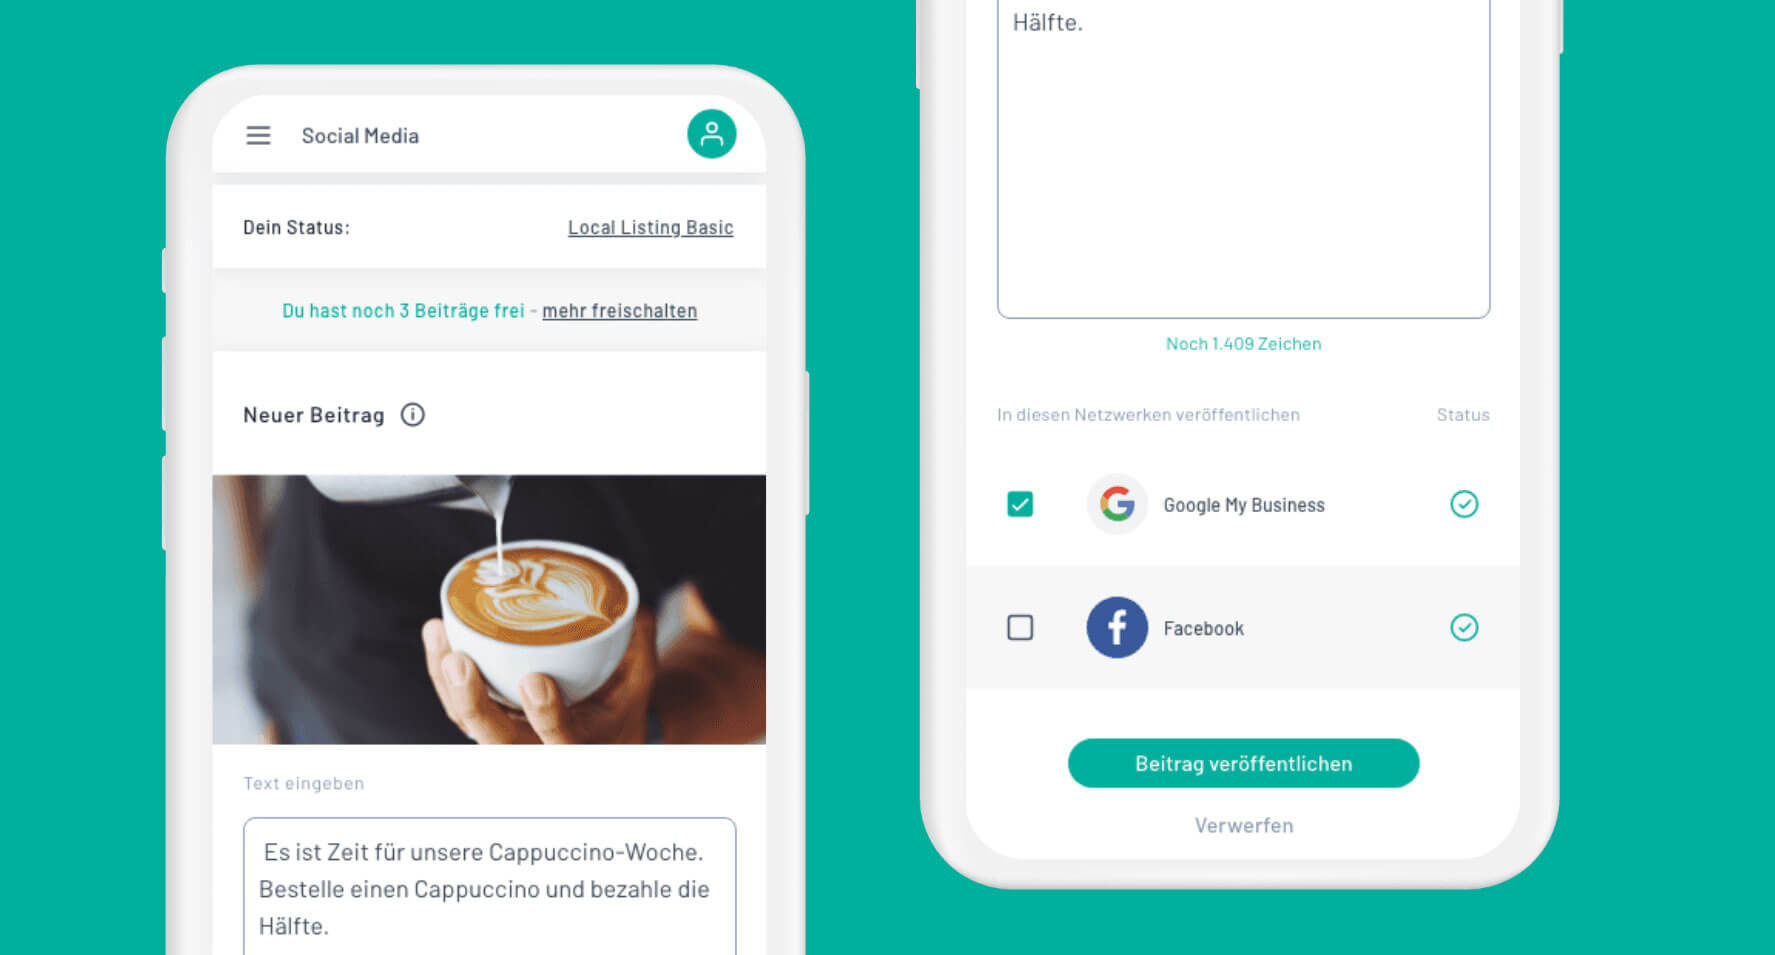 Social Media
Dein Status:
Local Listing Basic
Du hast noch 3 Beiträge frei - mehr freischalten
Neuer Beitrag
Text eingeben
Es ist Zeit für unsere Cappuccino-Woche.
Bestelle einen Cappuccino und bezahle die
Hälfte.
Hälfte.
Noch 1.409 Zeichen
In diesen Netzwerken veröffentlichen
Status
Google My Business
Facebook
Beitrag veröffentlichen
Verwerfen